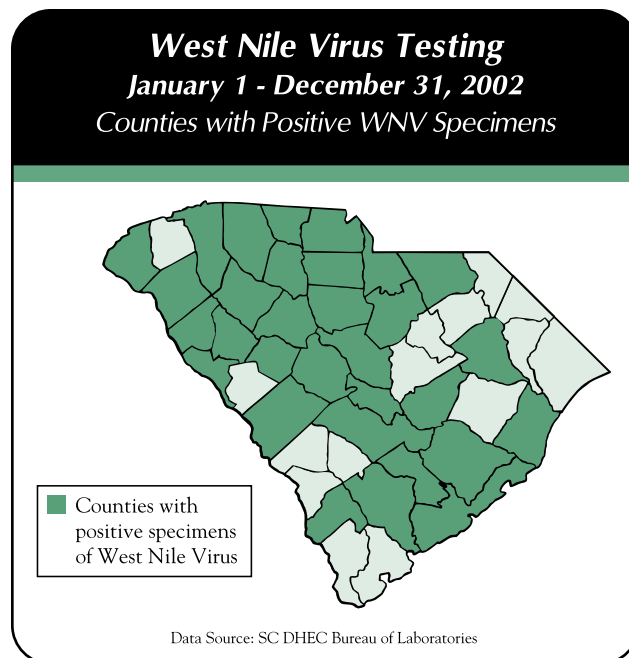 West Nile Virus Testing
January 1 - December 31, 2002
Counties with Positive WNV Specimens
Counties with
positive specimens
of West Nile Virus
Data Source: SC DHEC Bureau of Laboratories